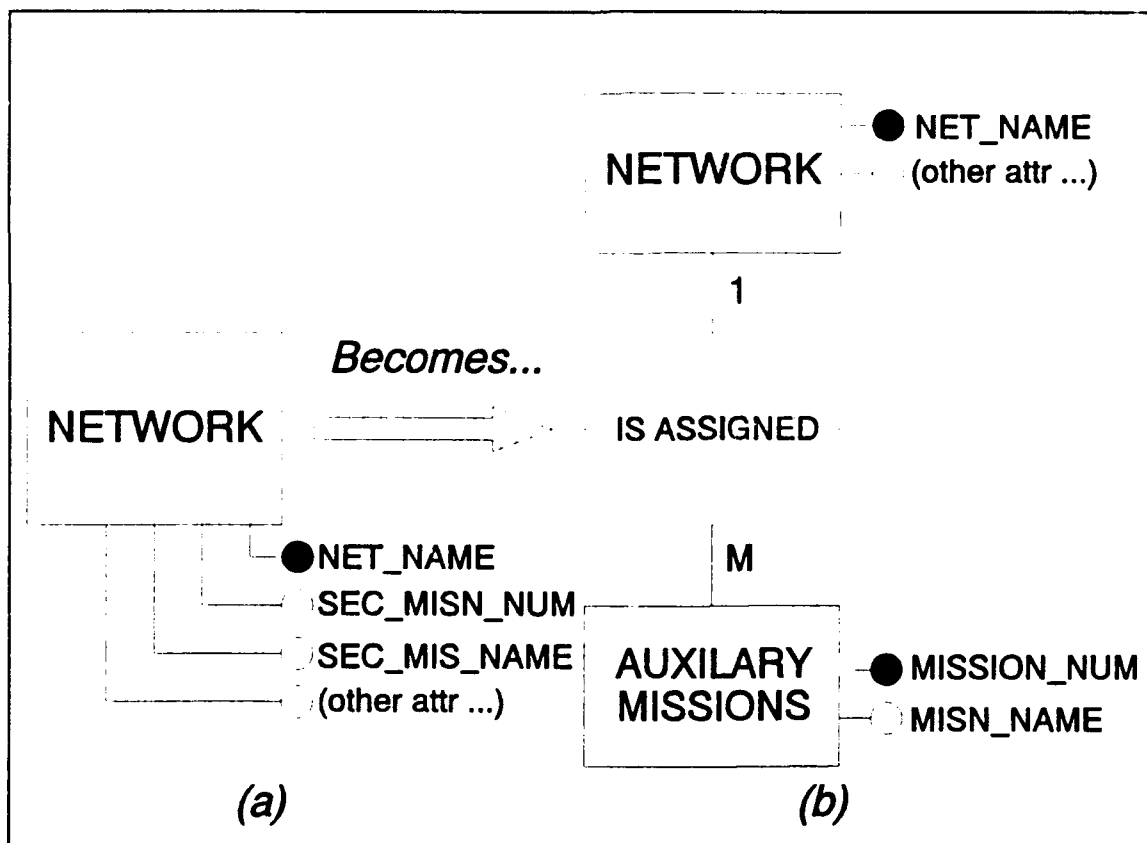 NETWORK
NET_NAME
(other attr ...)
1
Becomes...
NETWORK
IS ASSIGNED
NET_NAME
SEC_MISN_NUM
SEC_MIS_NAME
(other attr ...)
M
AUXILARY
MISSIONS
MISSION_NUM
MISN_NAME
(a)
(b)